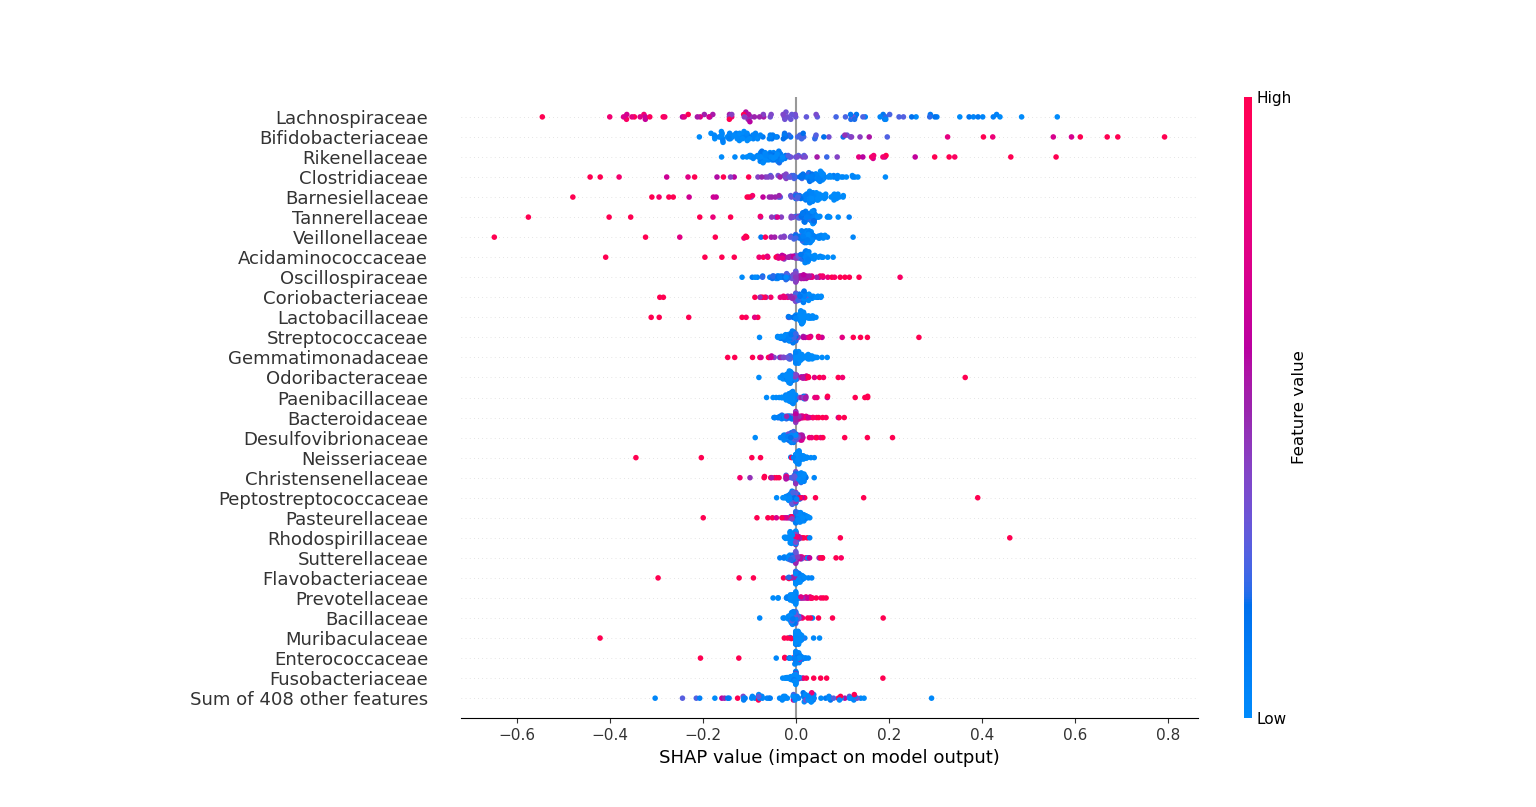 High
Lachnospiraceae
Bifidobacteriaceae
Rikenellaceae
Clostridiaceae
Barnesiellaceae
Tannerellaceae
Veillonellaceae
Acidaminococcaceae
Oscillospiraceae
Coriobacteriaceae
Lactobacillaceae
Streptococcaceae
Gemmatimonadaceae
Odoribacteraceae
Paenibacillaceae
Bacteroidaceae
Desulfovibrionaceae
Neisseriaceae
Christensenellaceae
Peptostreptococcaceae
Pasteurellaceae
Rhodospirillaceae
Sutterellaceae
Flavobacteriaceae
Prevotellaceae
Bacillaceae
Muribaculaceae
Enterococcaceae
Fusobacteriaceae
Sum of 408 other features
Feature value
Low
−0.6 −0.4 −0.2 0.0 0.2 0.4 0.6 0.8
SHAP value (impact on model output)